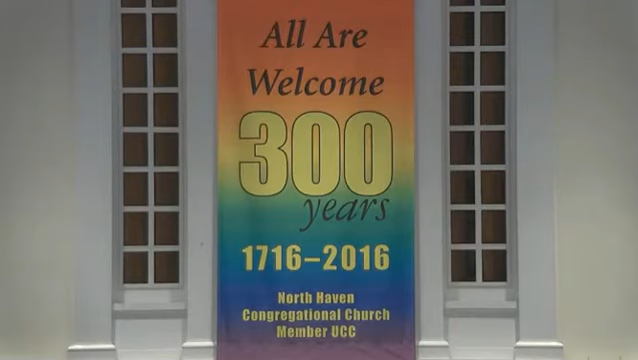 All Are
Welcome
300
years
1716–2016
North Haven
Congregational Church
Member UCC